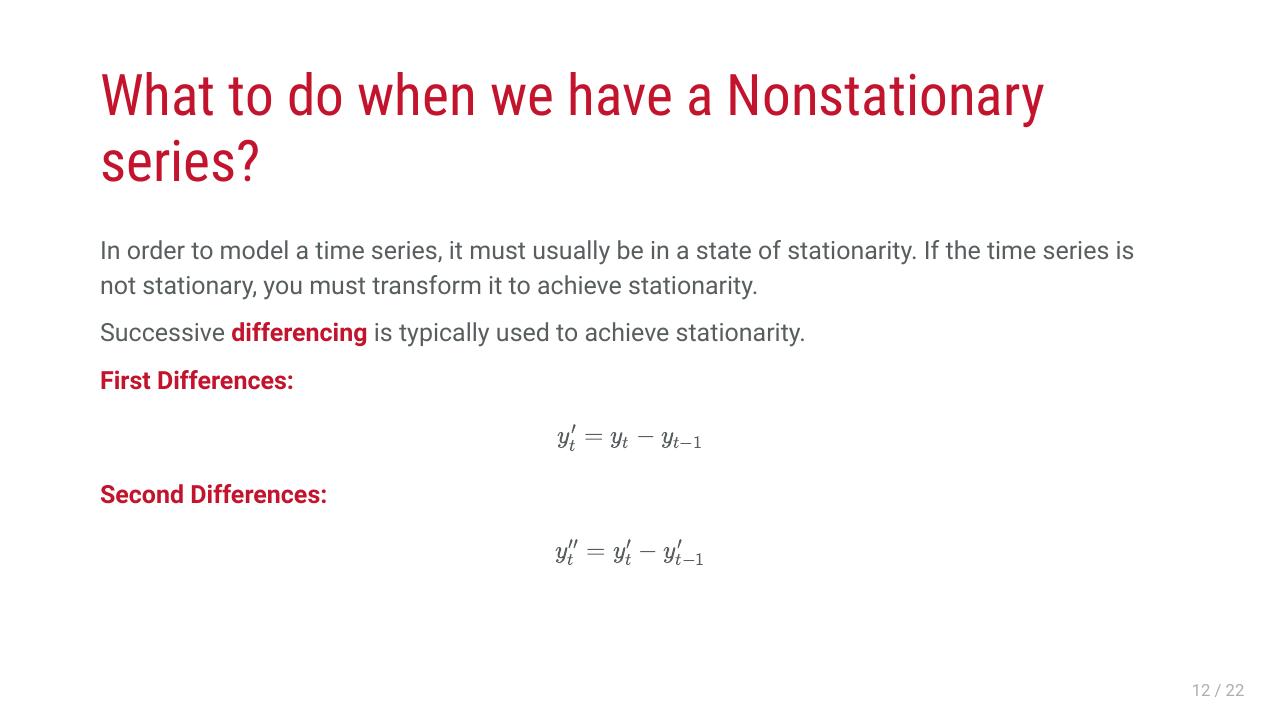 What to do when we have a Nonstationary
series?
In order to model a time series, it must usually be in a state of stationarity. If the time series is
not stationary, you must transform it to achieve stationarity.
Successive differencing is typically used to achieve stationarity.
First Differences:
$y'_t = y_t - y_{t-1}$
Second Differences:
$y''_t = y'_t - y'_{t-1}$
12 / 22